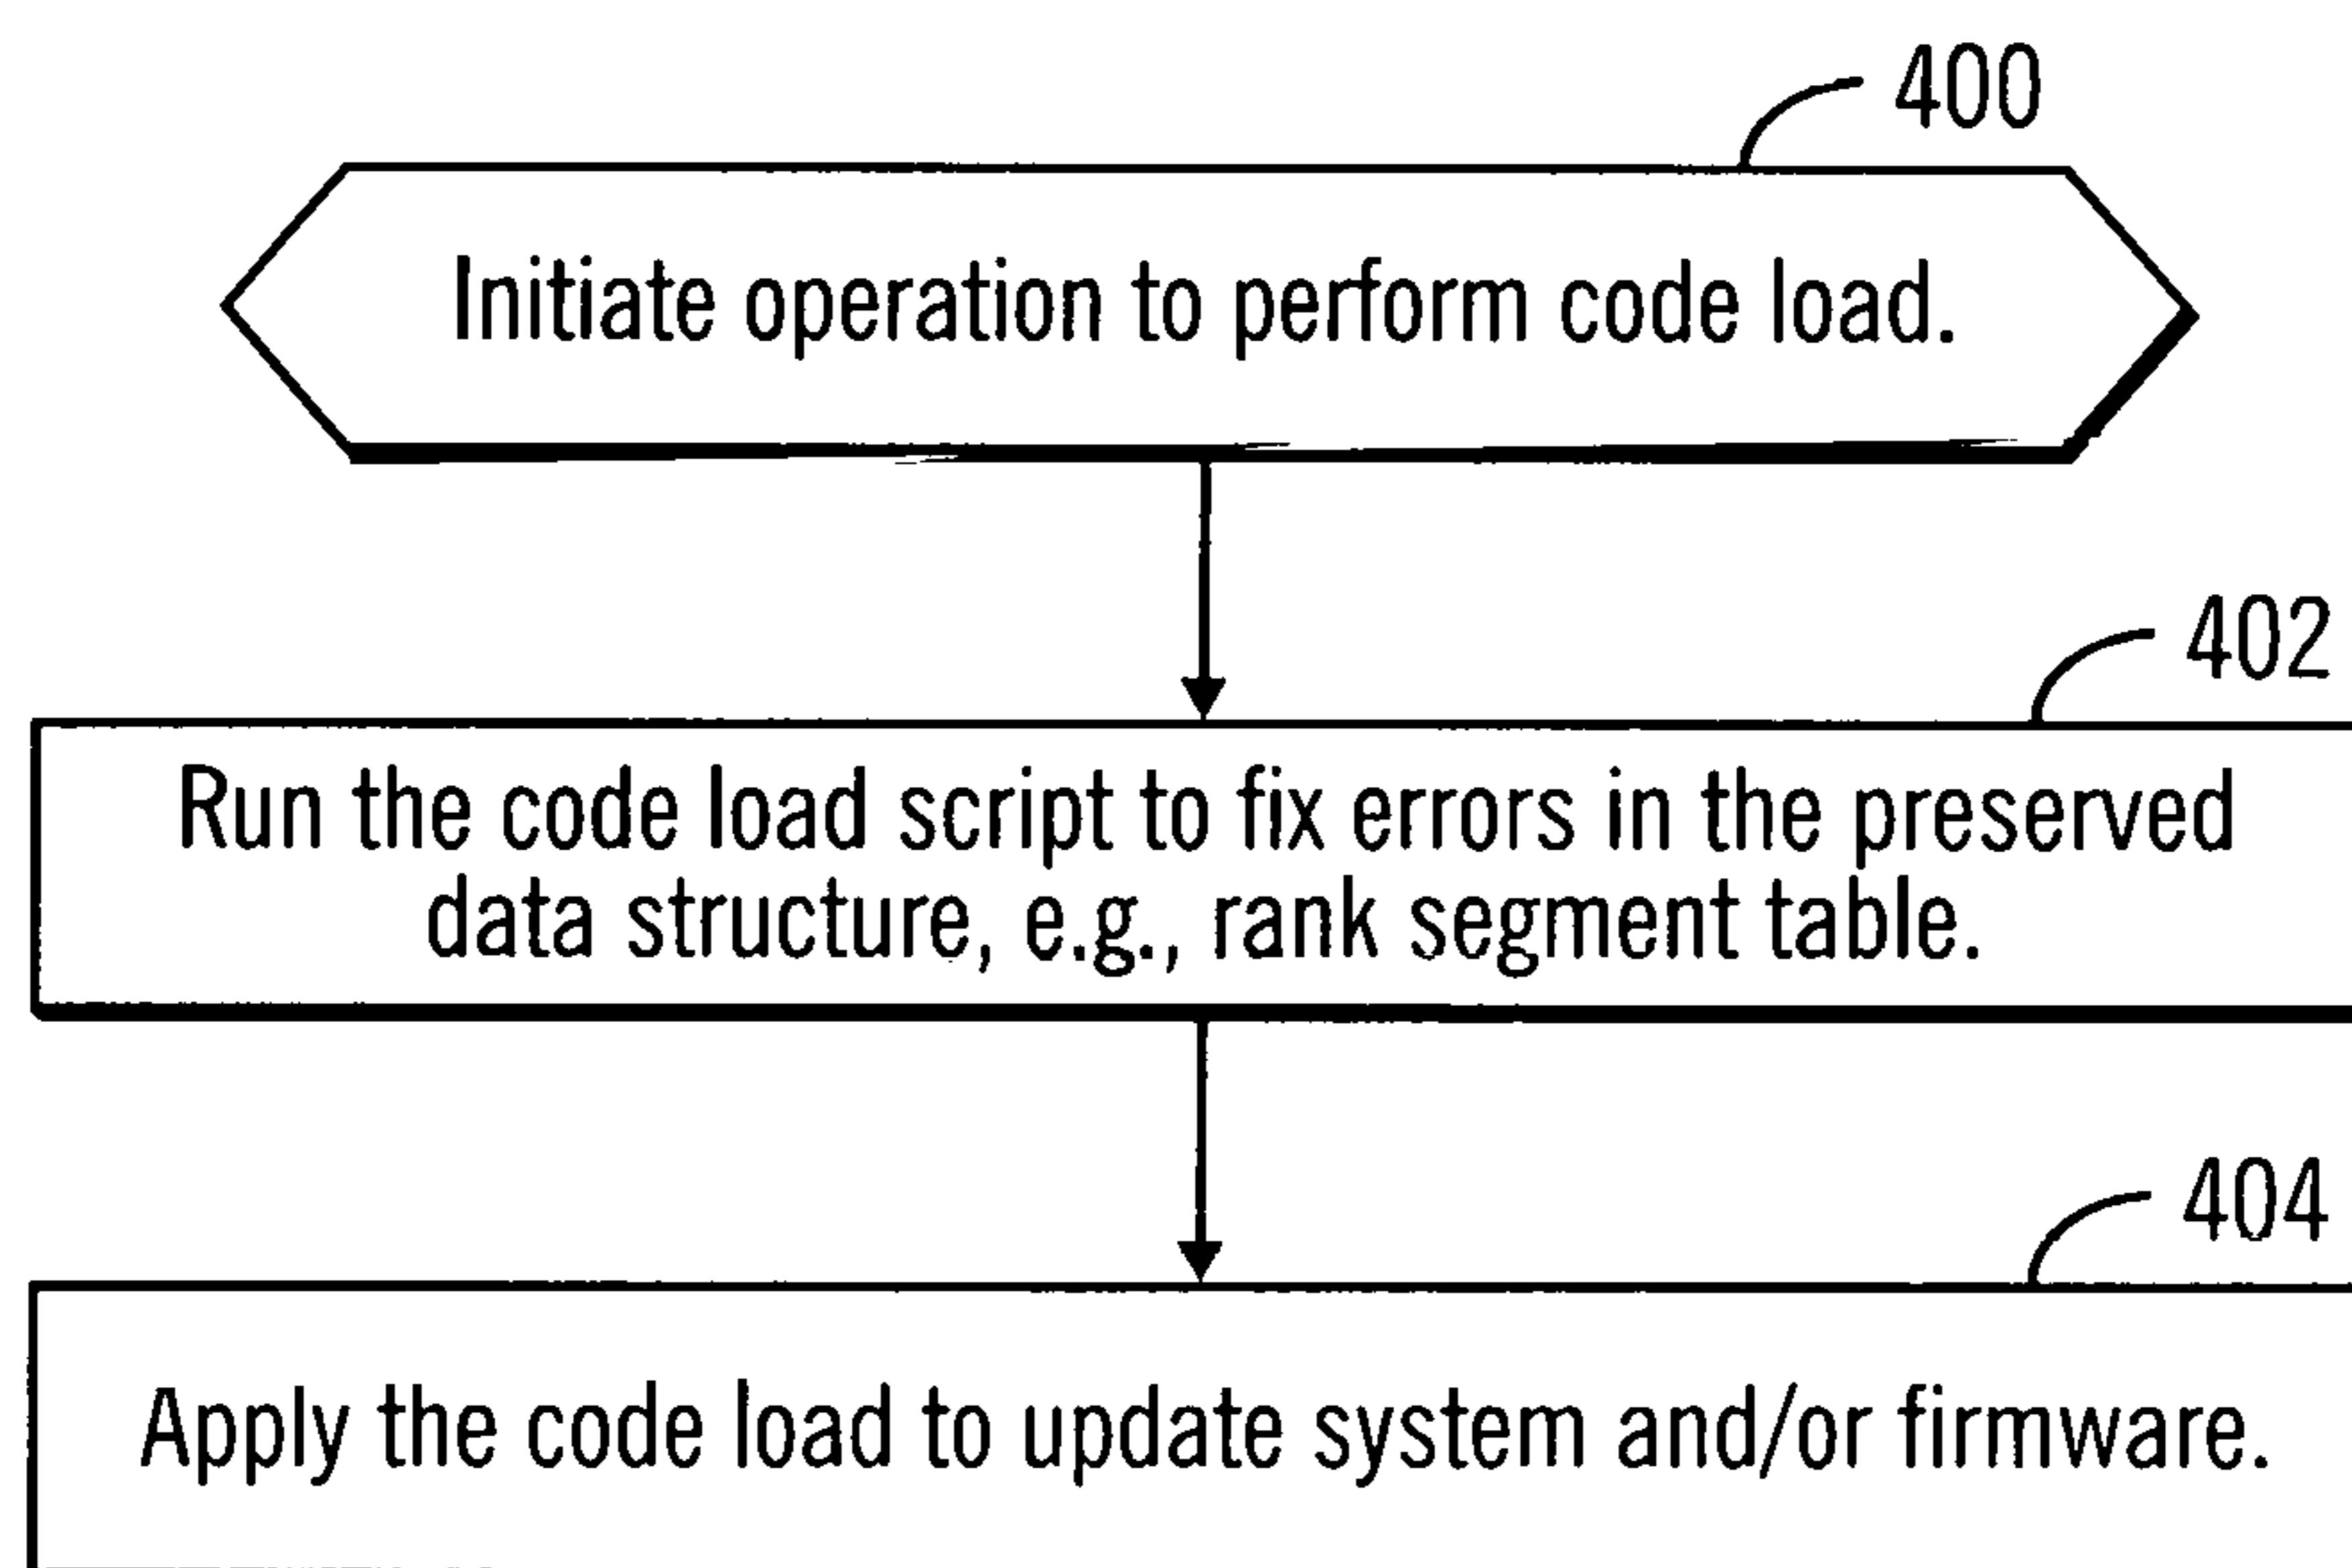 400
Initiate operation to perform code load.
402
Run the code load script to fix errors in the preserved
data structure, e.g., rank segment table.
404
Apply the code load to update system and/or firmware.